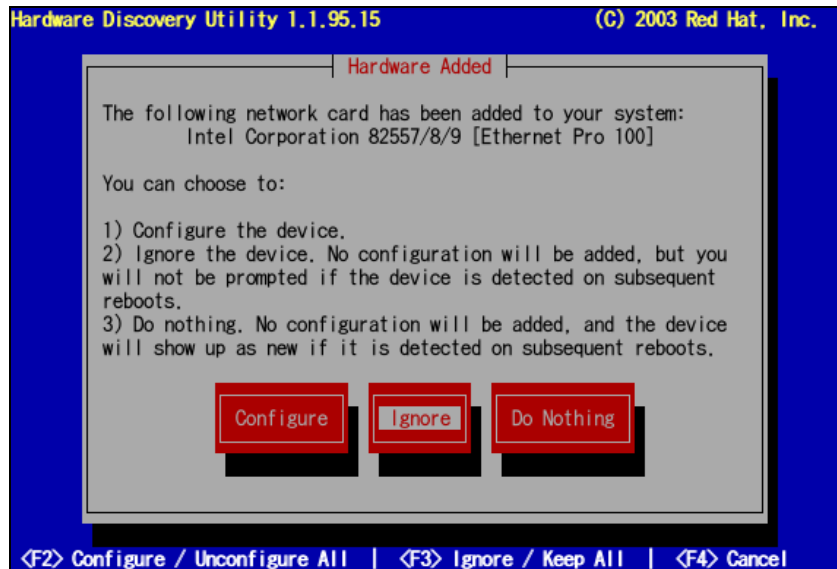 Hardware Discovery Utility 1.1.95.15 (C) 2003 Red Hat, Inc.
Hardware Added
The following network card has been added to your system:
Intel Corporation 82557/8/9 [Ethernet Pro 100]
You can choose to:
1) Configure the device.
2) Ignore the device. No configuration will be added, but you
will not be prompted if the device is detected on subsequent
reboots.
3) Do nothing. No configuration will be added, and the device
will show up as new if it is detected on subsequent reboots.
Configure Ignore Do Nothing
<F2> Configure / Unconfigure All | <F3> Ignore / Keep All | <F4> Cancel